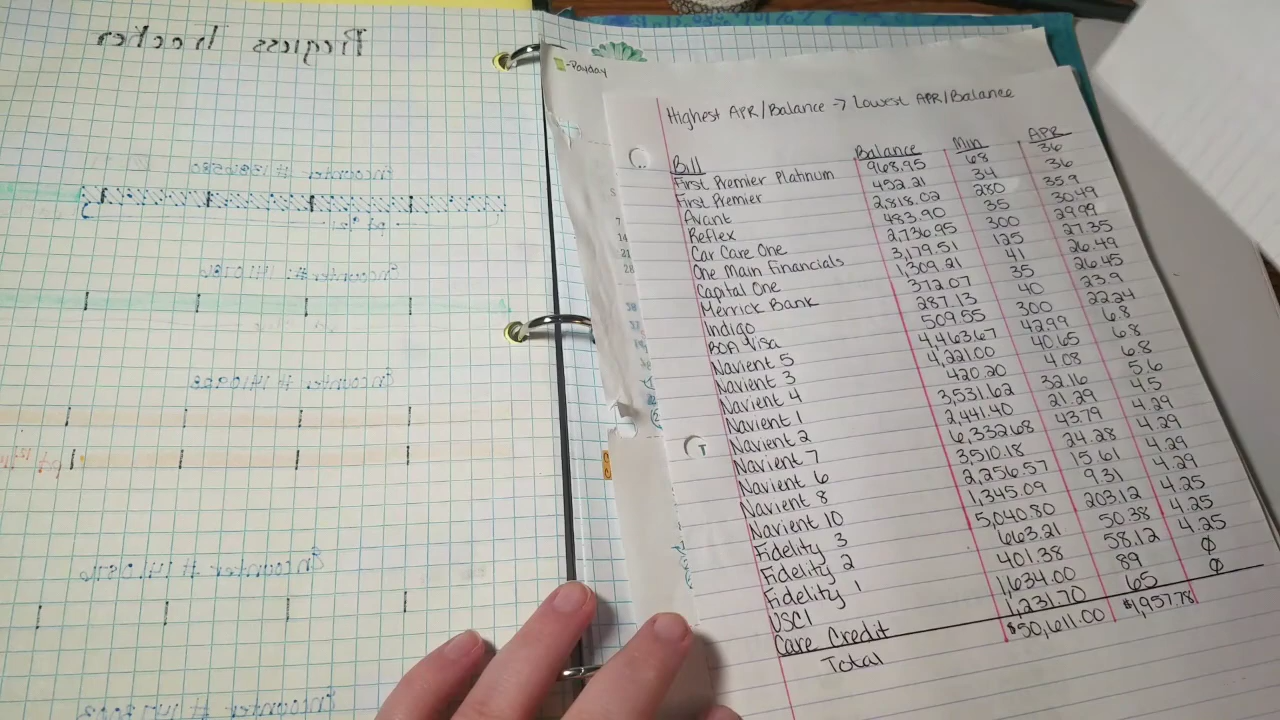 Progress Tracker
Encounter #
Encounter #: 
Encounter #
Encounter #
Encounter #
-Payday
Highest APR/Balance → Lowest APR/Balance
Bill Balance Min APR
First Premier Platinum 968.95 68 36
First Premier 452.21 34 36
Avant 2,818.02 280 35.9
Reflex 483.90 35 30.49
Car Care One 2,736.95 300 29.99
One Main Financials 3,179.51 125 27.35
Capital One 1,309.21 41 26.49
Merrick Bank 372.07 35 26.45
Indigo 287.13 40 23.9
BOA Visa 509.55 300 22.24
Navient 5 4,463.67 42.99 6.8
Navient 3 4,221.00 40.65 6.8
Navient 4 420.20 4.08 6.8
Navient 1 3,531.62 32.16 5.6
Navient 2 2,441.40 21.29 4.5
Navient 7 6,332.68 43.79 4.29
Navient 6 3,510.18 24.28 4.29
Navient 8 2,256.57 15.61 4.29
Navient 10 1,345.09 9.31 4.29
Fidelity 3 5,040.80 203.12 4.25
Fidelity 2 663.21 50.38 4.25
Fidelity 1 401.38 58.12 4.25
USC1 1,634.00 89 Ø
Care Credit 1,231.70 65 Ø
Total $50,611.00 $1,957.78